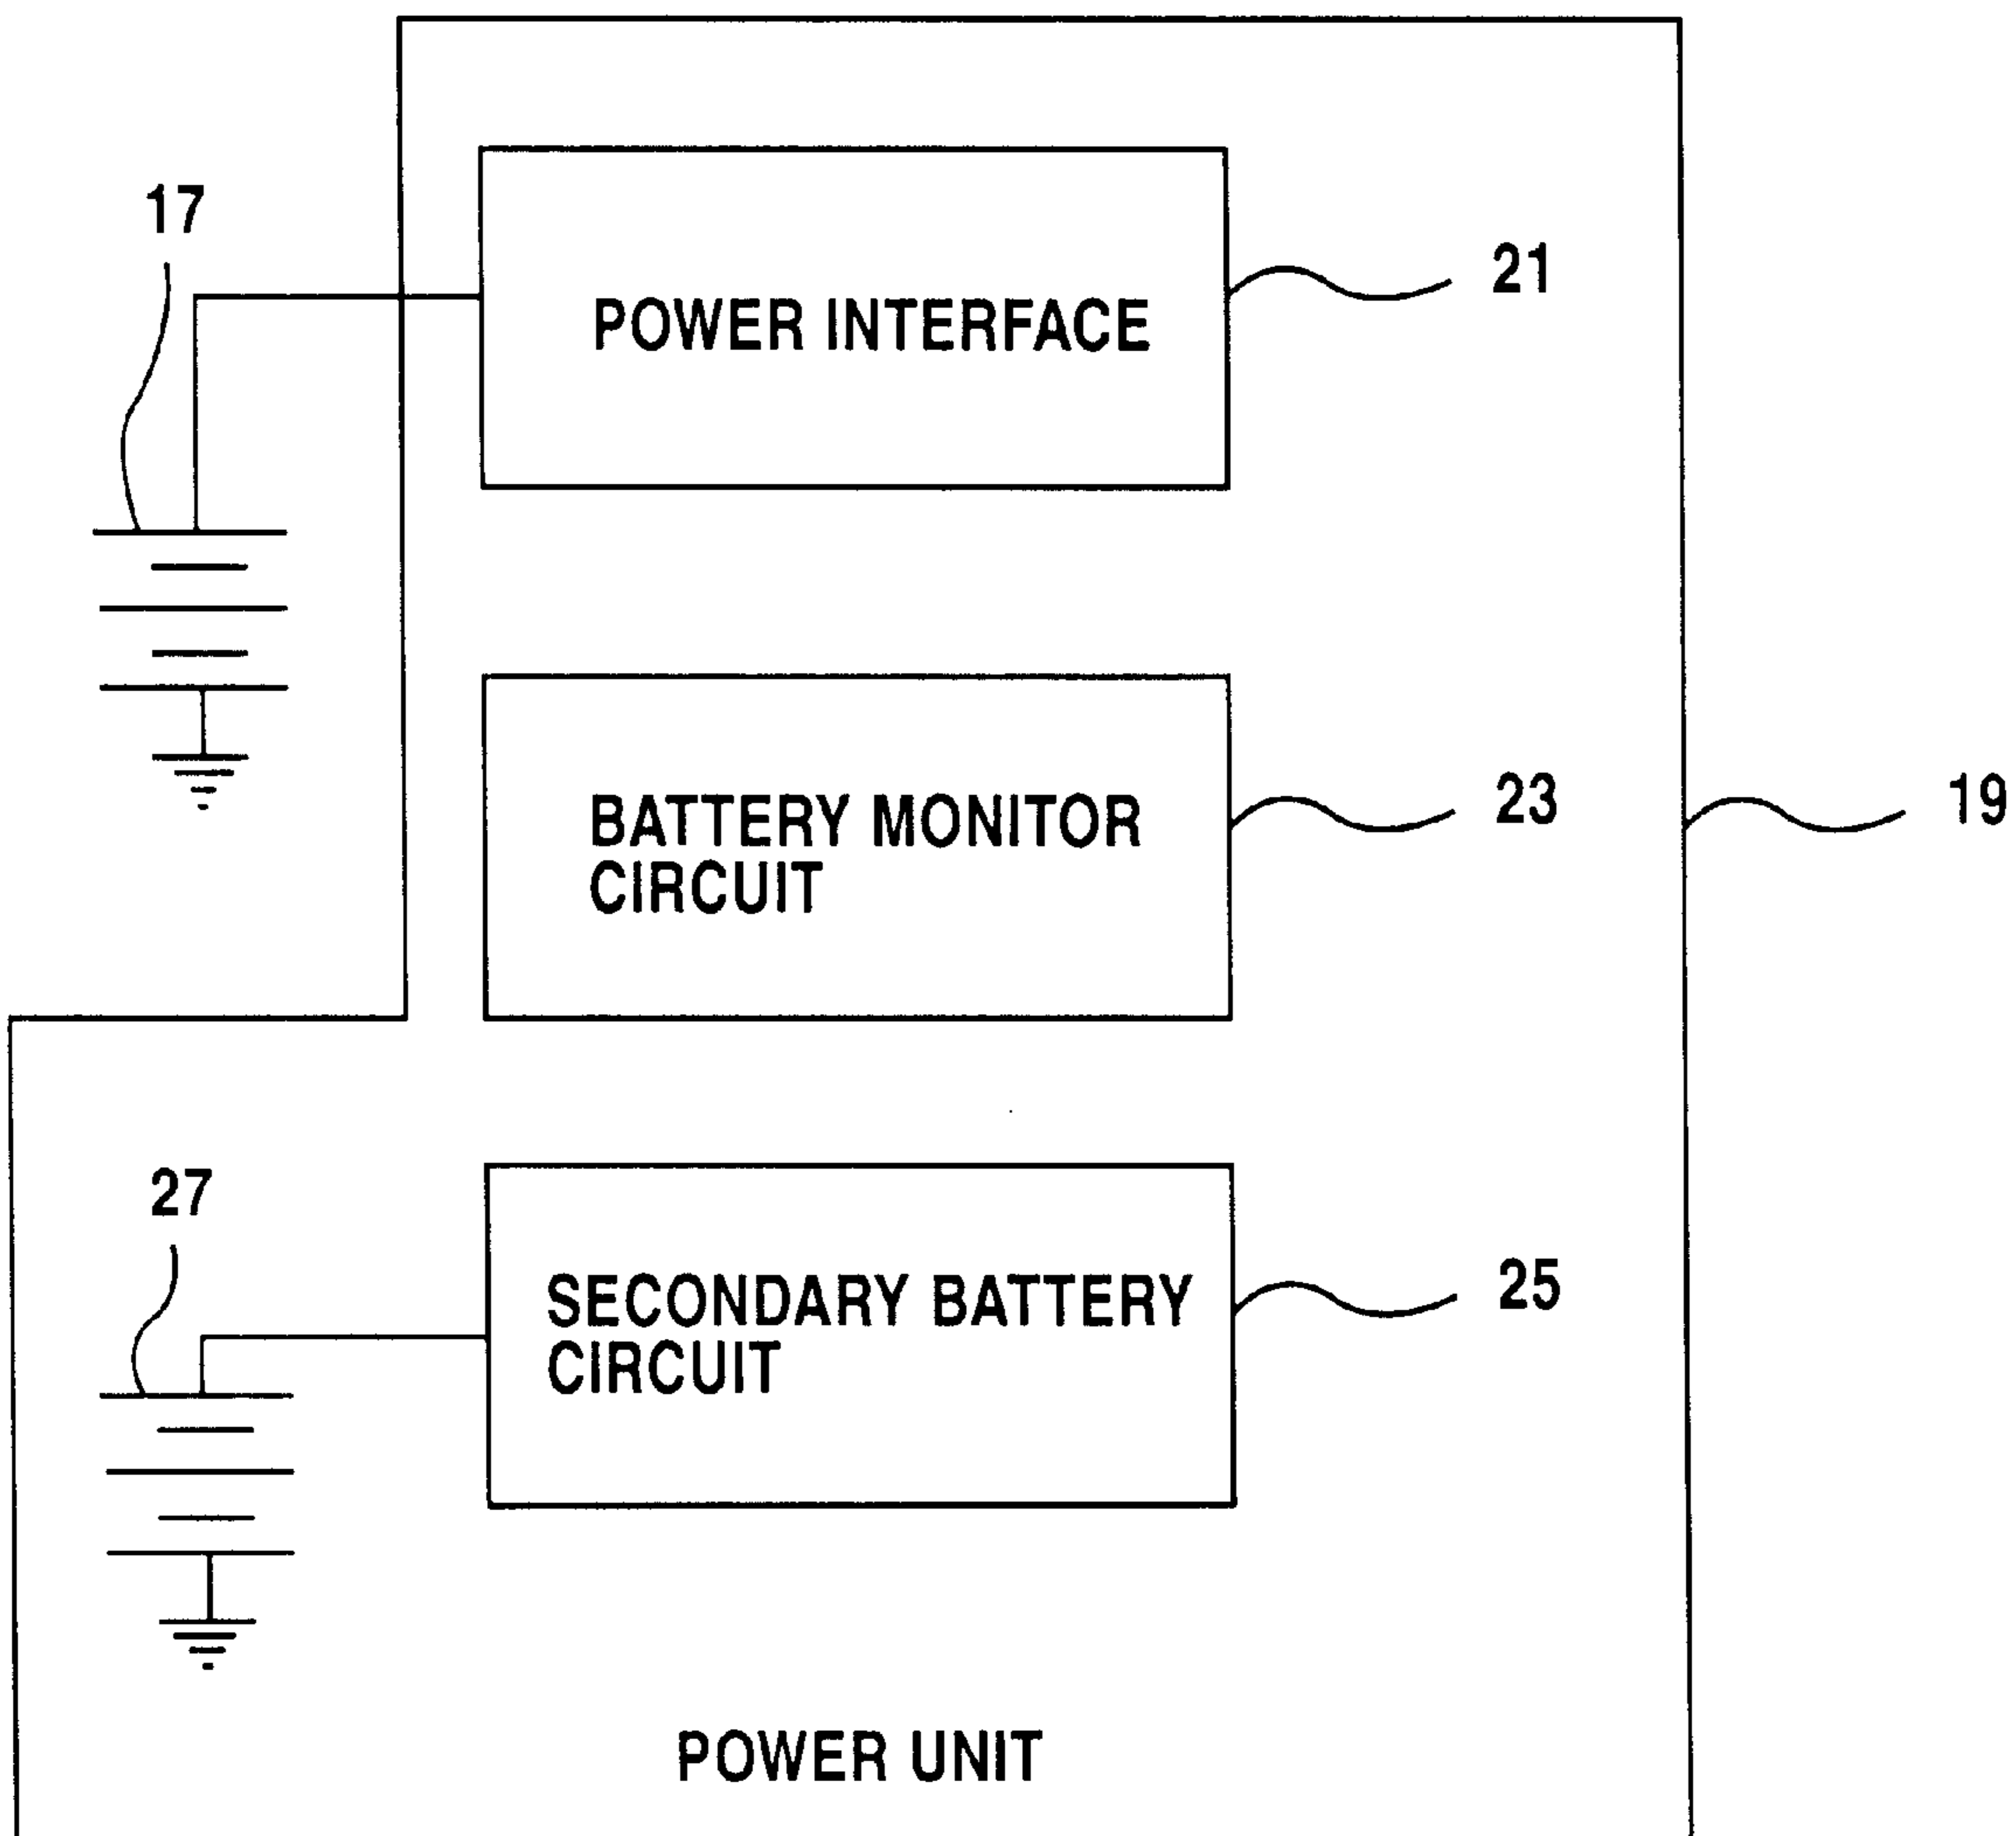 17
POWER INTERFACE
21
BATTERY MONITOR
CIRCUIT
23
19
27
SECONDARY BATTERY
CIRCUIT
25
POWER UNIT